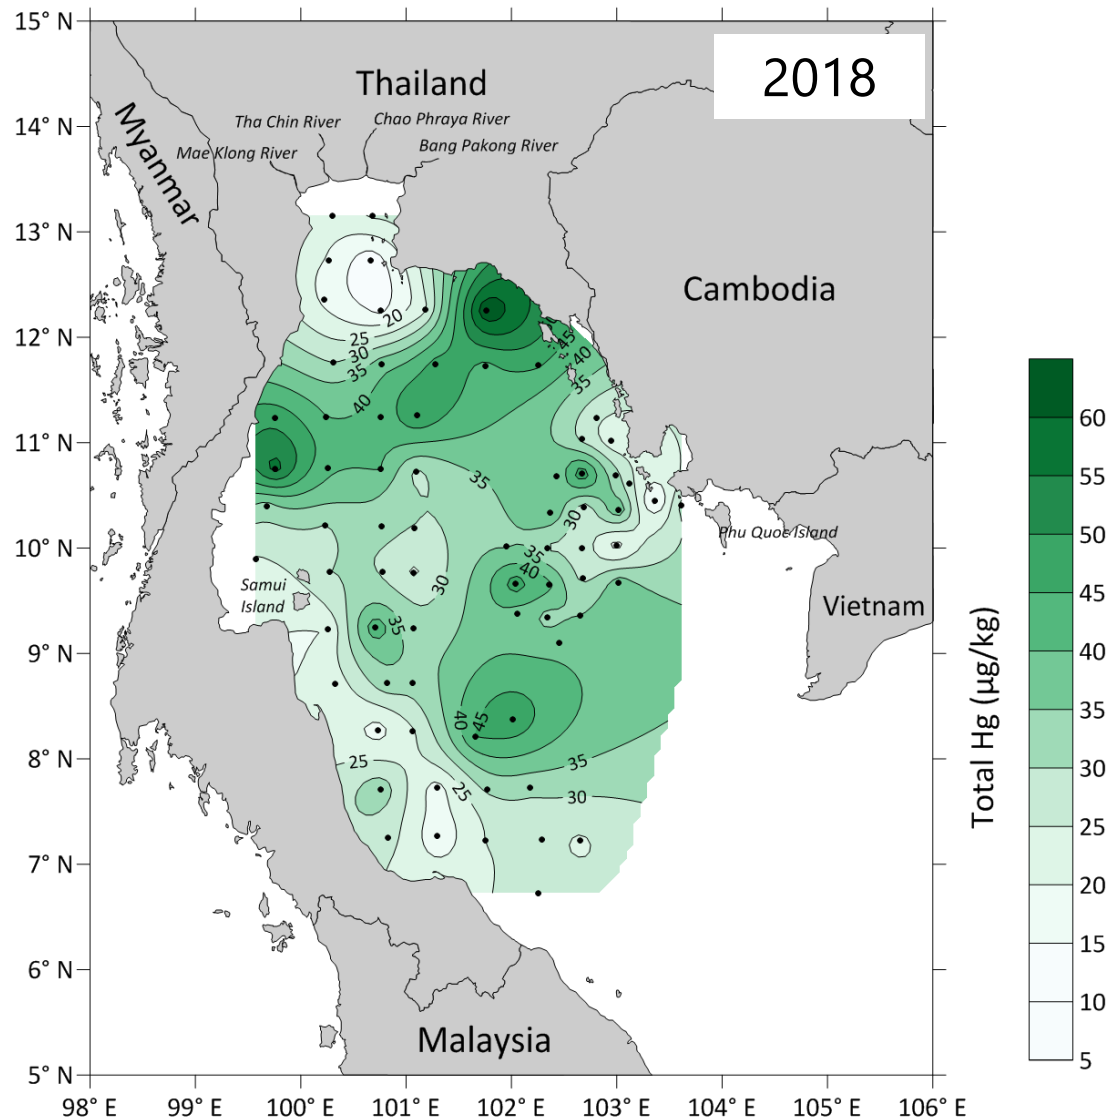 15° N
2018
Thailand
14° N
Tha Chin River
Chao Phraya River
Mae Klong River
Bang Pakong River
Myanmar
13° N
Cambodia
20
12° N
25
30
35
45
40
35
40
11° N
35
30
10° N
35
40
30
Phu Quoc Island
Samui
Island
35
Vietnam
9° N
40
45
8° N
25
35
25
30
7° N
6° N
Malaysia
5° N
98° E
99° E
100° E
101° E
102° E
103° E
104° E
105° E
106° E
Total Hg (µg/kg)
60
55
50
45
40
35
30
25
20
15
10
5